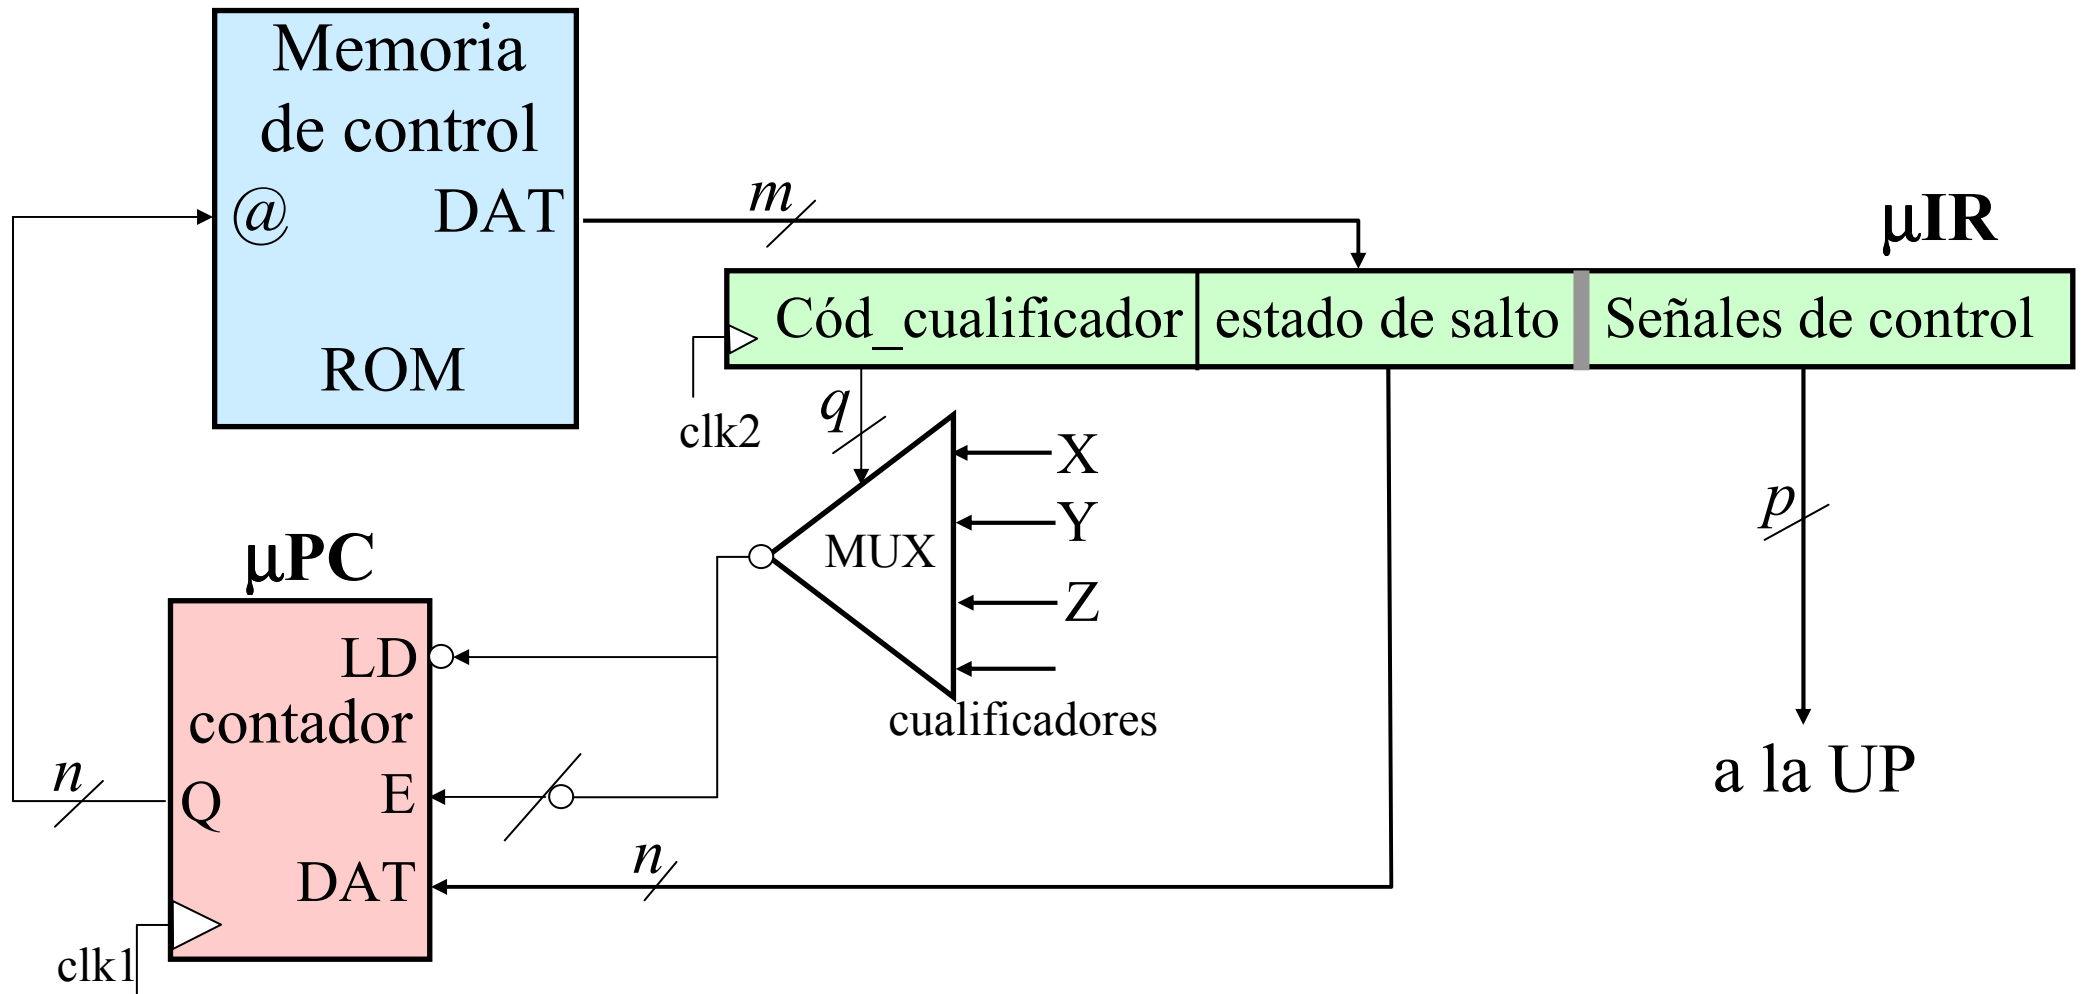 Memoria
de control
@ DAT
ROM
m
μIR
Cód_cualificador estado de salto Señales de control
clk2
q
X
Y
MUX
Z
cualificadores
p
a la UP
μPC
LD
contador
n
Q E
n
DAT
clk1